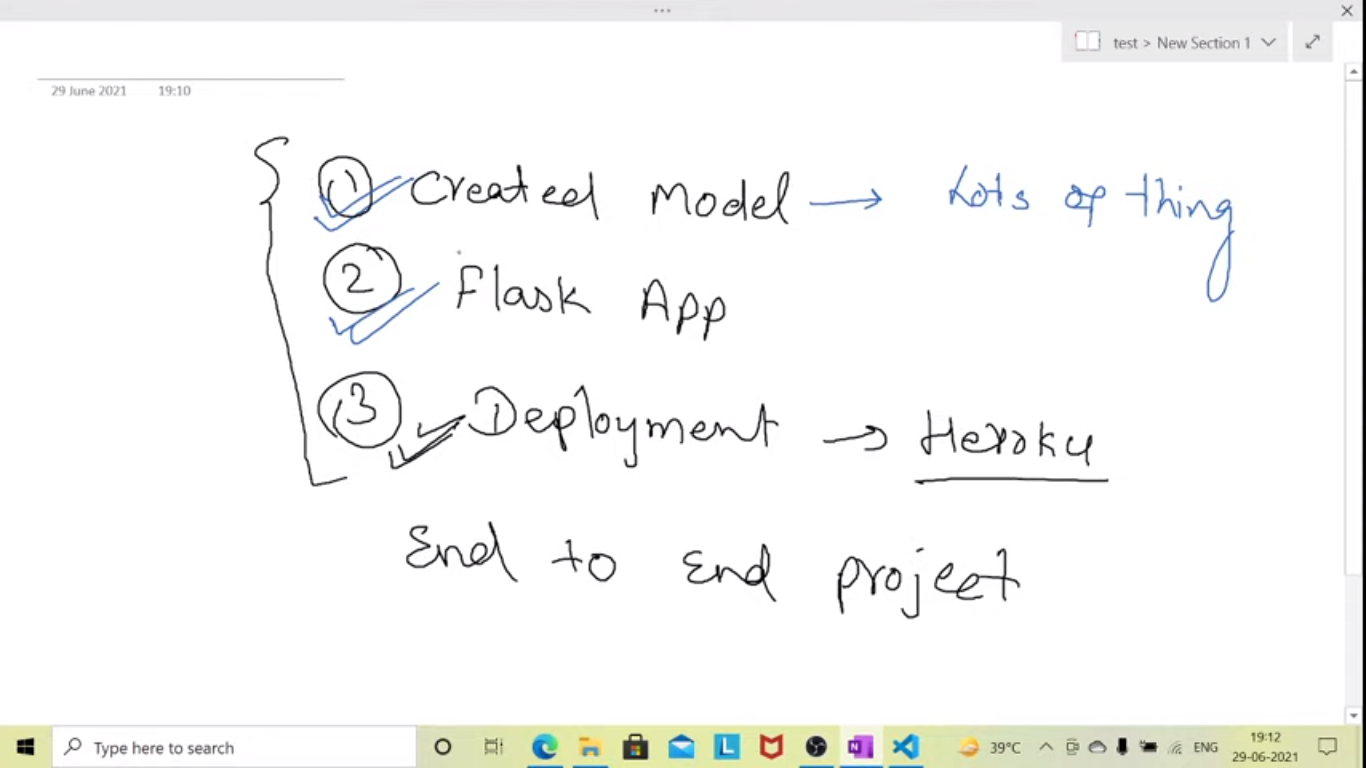 test > New Section 1
29 June 2021 19:10
① Created Model → Lots of thing
② Flask App
③ Deployment → Heroku
End to End project
Type here to search
39°C ENG 19:12
29-06-2021